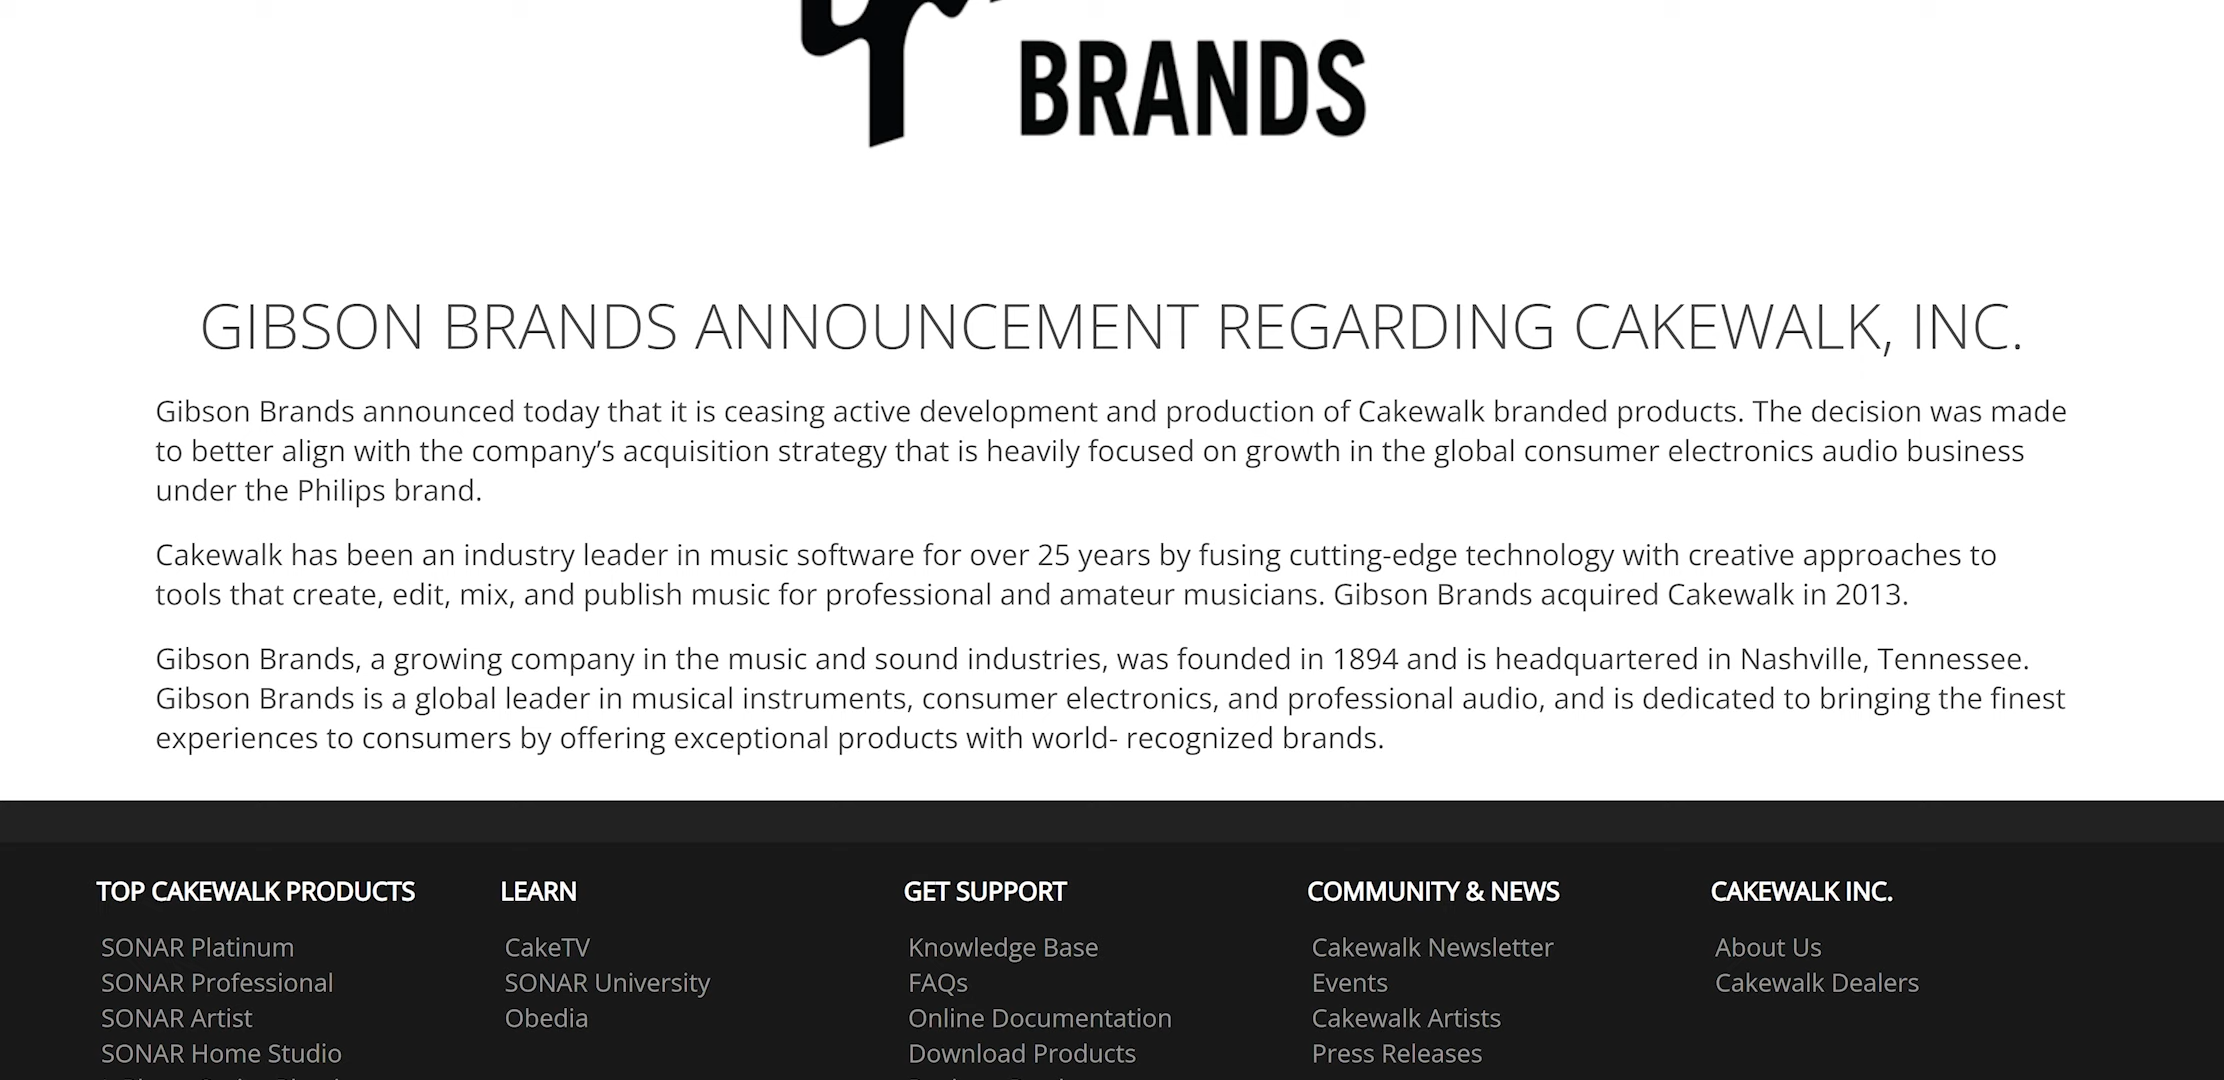 BRANDS
GIBSON BRANDS ANNOUNCEMENT REGARDING CAKEWALK, INC.
Gibson Brands announced today that it is ceasing active development and production of Cakewalk branded products. The decision was made
to better align with the company’s acquisition strategy that is heavily focused on growth in the global consumer electronics audio business
under the Philips brand.
Cakewalk has been an industry leader in music software for over 25 years by fusing cutting-edge technology with creative approaches to
tools that create, edit, mix, and publish music for professional and amateur musicians. Gibson Brands acquired Cakewalk in 2013.
Gibson Brands, a growing company in the music and sound industries, was founded in 1894 and is headquartered in Nashville, Tennessee.
Gibson Brands is a global leader in musical instruments, consumer electronics, and professional audio, and is dedicated to bringing the finest
experiences to consumers by offering exceptional products with world- recognized brands.
TOP CAKEWALK PRODUCTS
SONAR Platinum
SONAR Professional
SONAR Artist
SONAR Home Studio
LEARN
CakeTV
SONAR University
Obedia
GET SUPPORT
Knowledge Base
FAQs
Online Documentation
Download Products
COMMUNITY & NEWS
Cakewalk Newsletter
Events
Cakewalk Artists
Press Releases
CAKEWALK INC.
About Us
Cakewalk Dealers